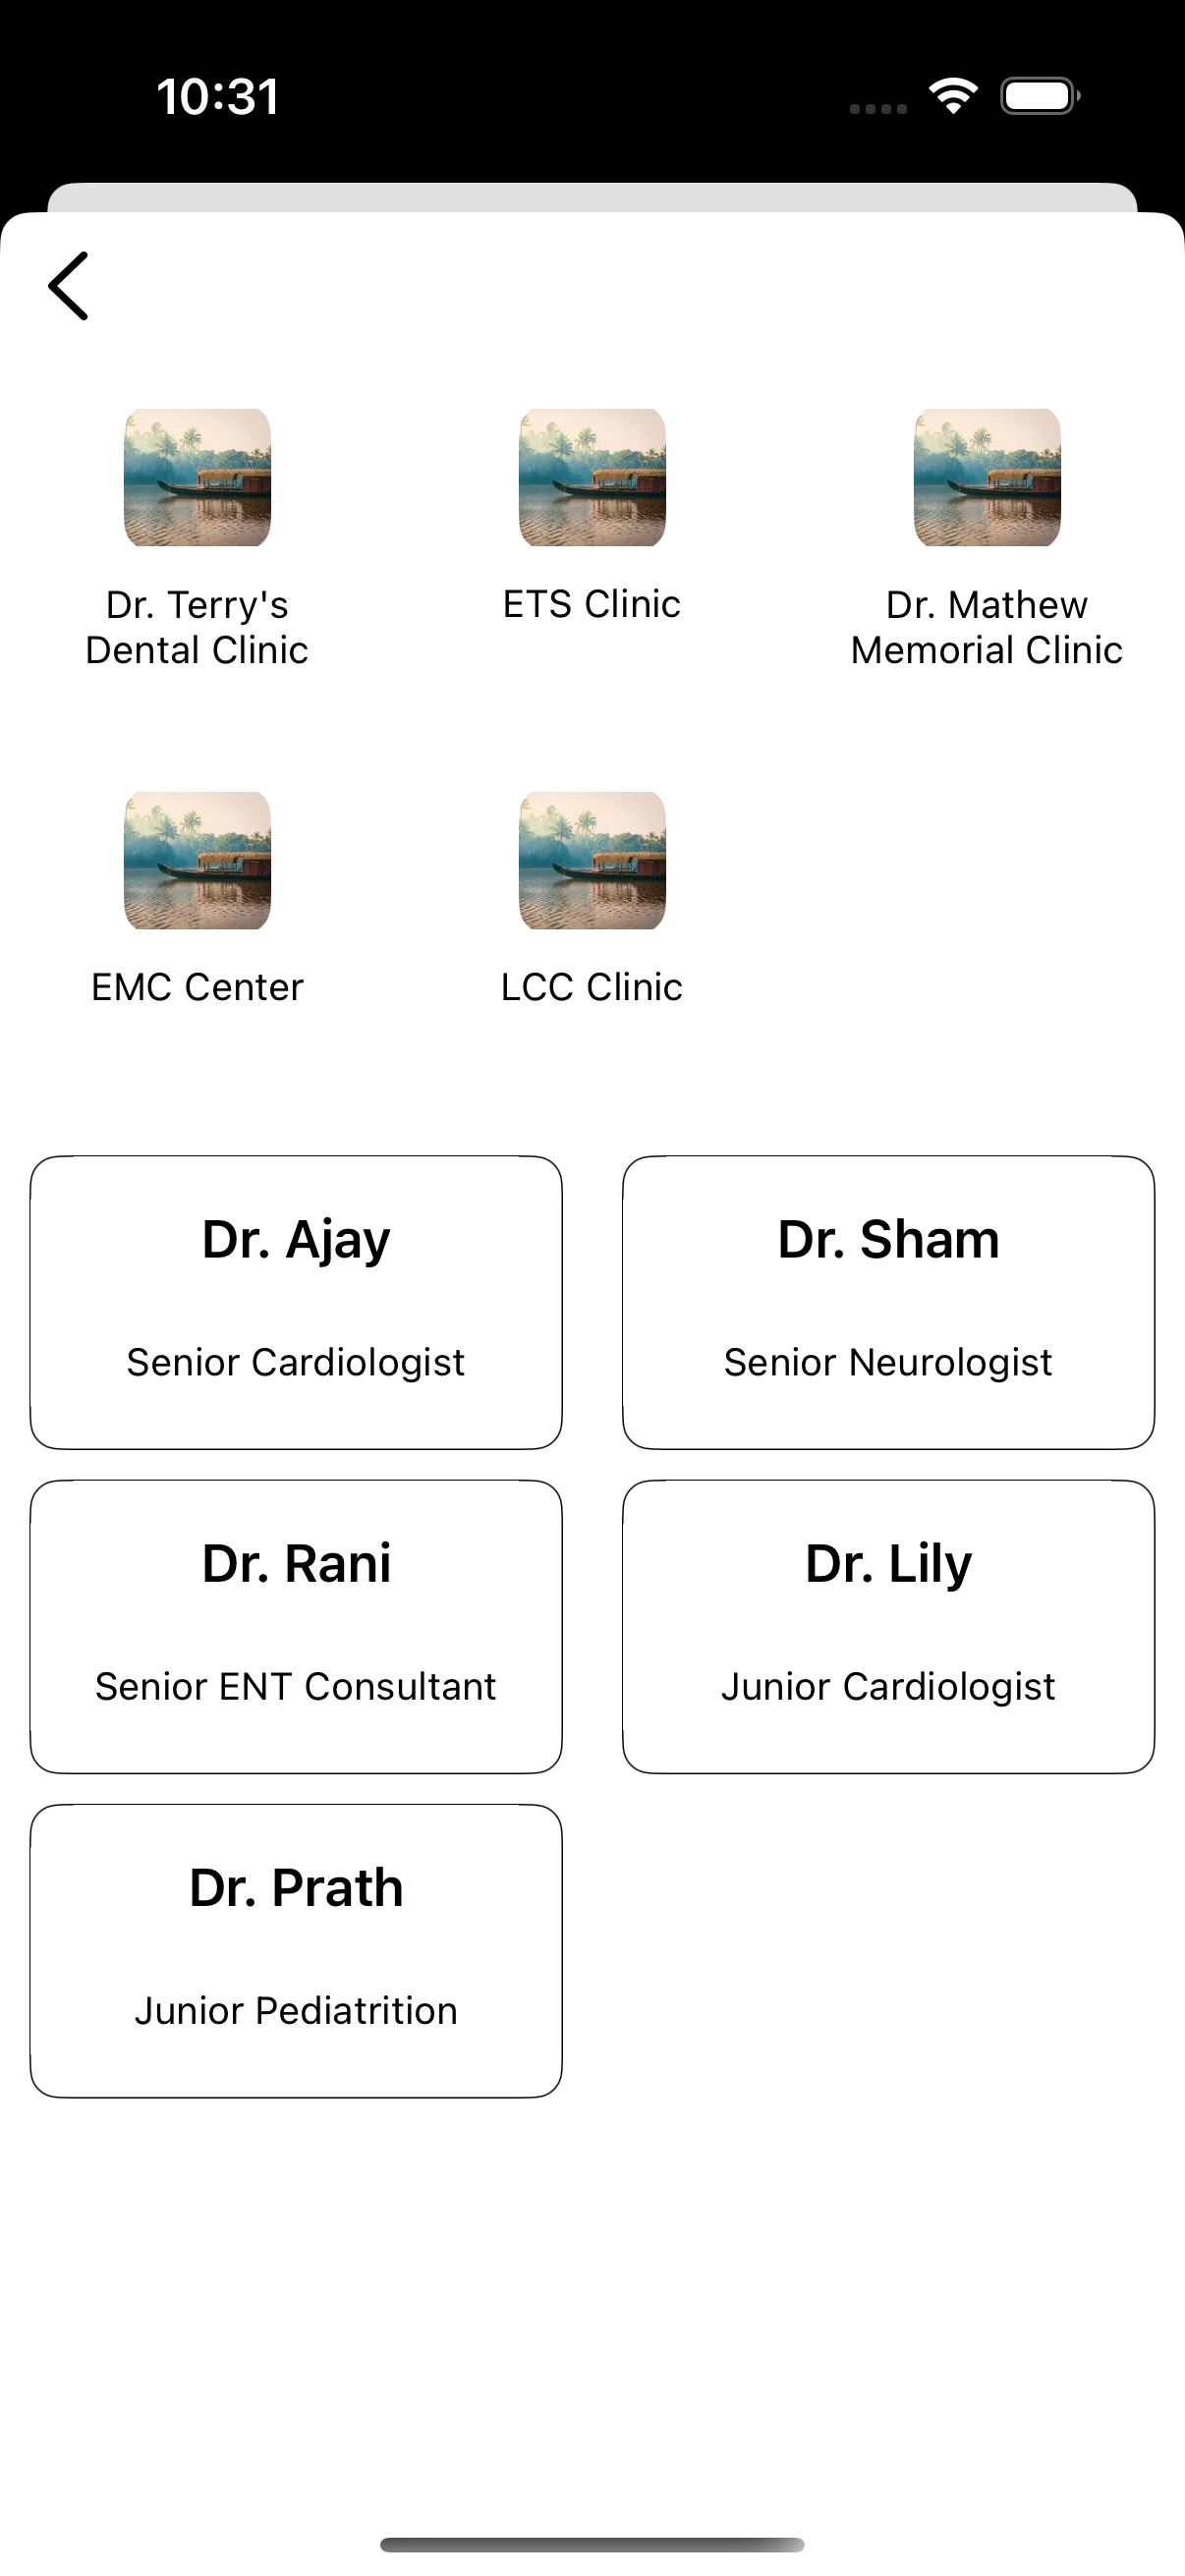 10:31
Dr. Terry's
Dental Clinic
ETS Clinic
Dr. Mathew
Memorial Clinic
EMC Center
LCC Clinic
Dr. Ajay
Senior Cardiologist
Dr. Sham
Senior Neurologist
Dr. Rani
Senior ENT Consultant
Dr. Lily
Junior Cardiologist
Dr. Prath
Junior Pediatrition